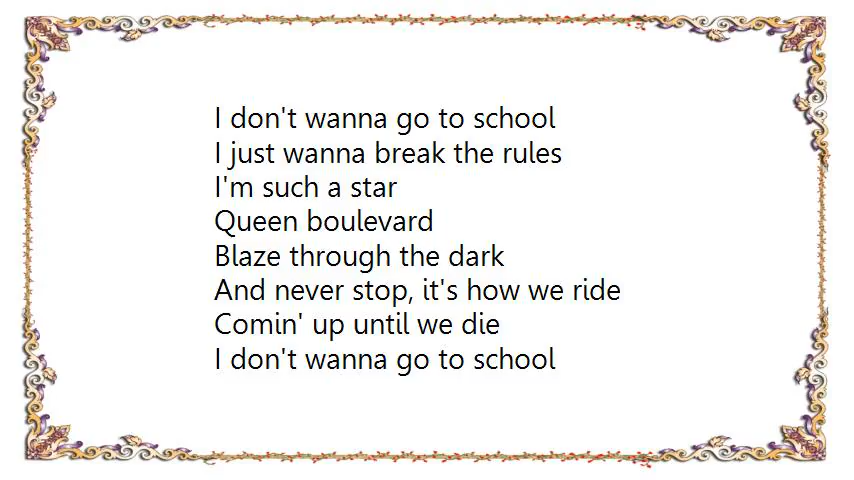 I don't wanna go to school
I just wanna break the rules
I'm such a star
Queen boulevard
Blaze through the dark
And never stop, it's how we ride
Comin' up until we die
I don't wanna go to school